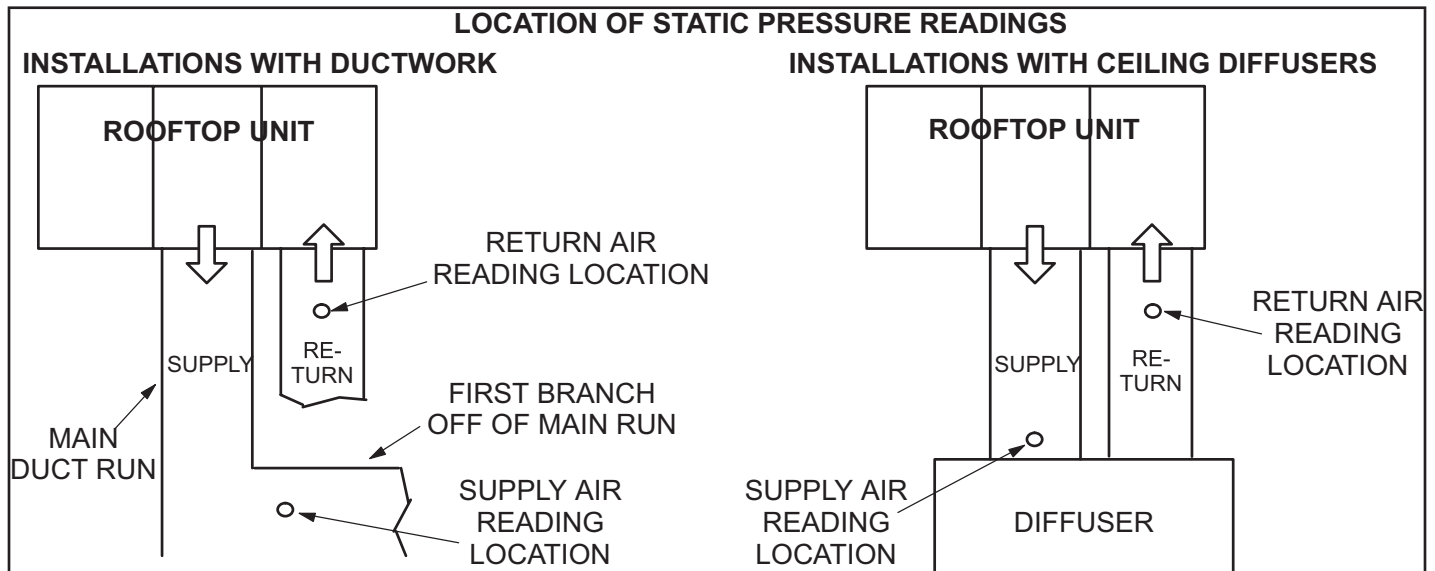 LOCATION OF STATIC PRESSURE READINGS
INSTALLATIONS WITH DUCTWORK
ROOFTOP UNIT
RETURN AIR
READING LOCATION
SUPPLY
RE-
TURN
FIRST BRANCH
OFF OF MAIN RUN
MAIN
DUCT RUN
SUPPLY AIR
READING
LOCATION
INSTALLATIONS WITH CEILING DIFFUSERS
ROOFTOP UNIT
RETURN AIR
READING
LOCATION
SUPPLY
RE-
TURN
SUPPLY AIR
READING
LOCATION
DIFFUSER